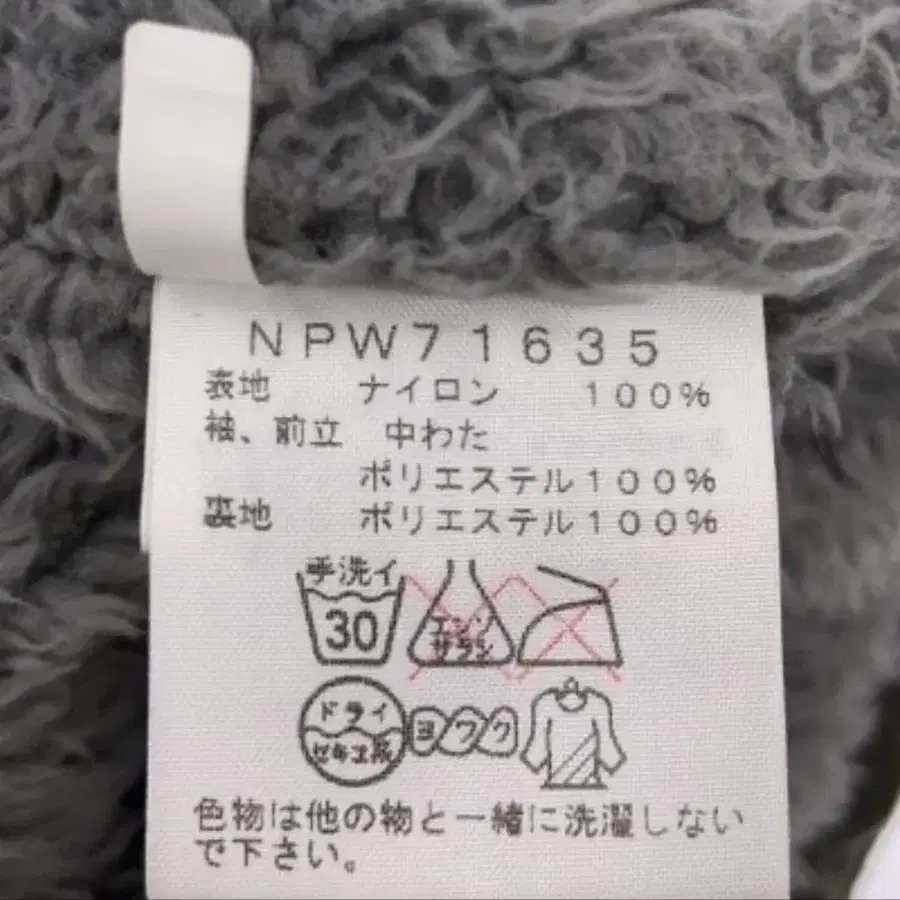 NPW71635
表地 ナイロン 100%
袖、前立 中わた
ポリエステル100%
裏地 ポリエステル100%
手洗イ
30
エンソ
サラシ
ドライ
セキユ系
ヨワク
色物は他の物と一緒に洗濯しない
で下さい。